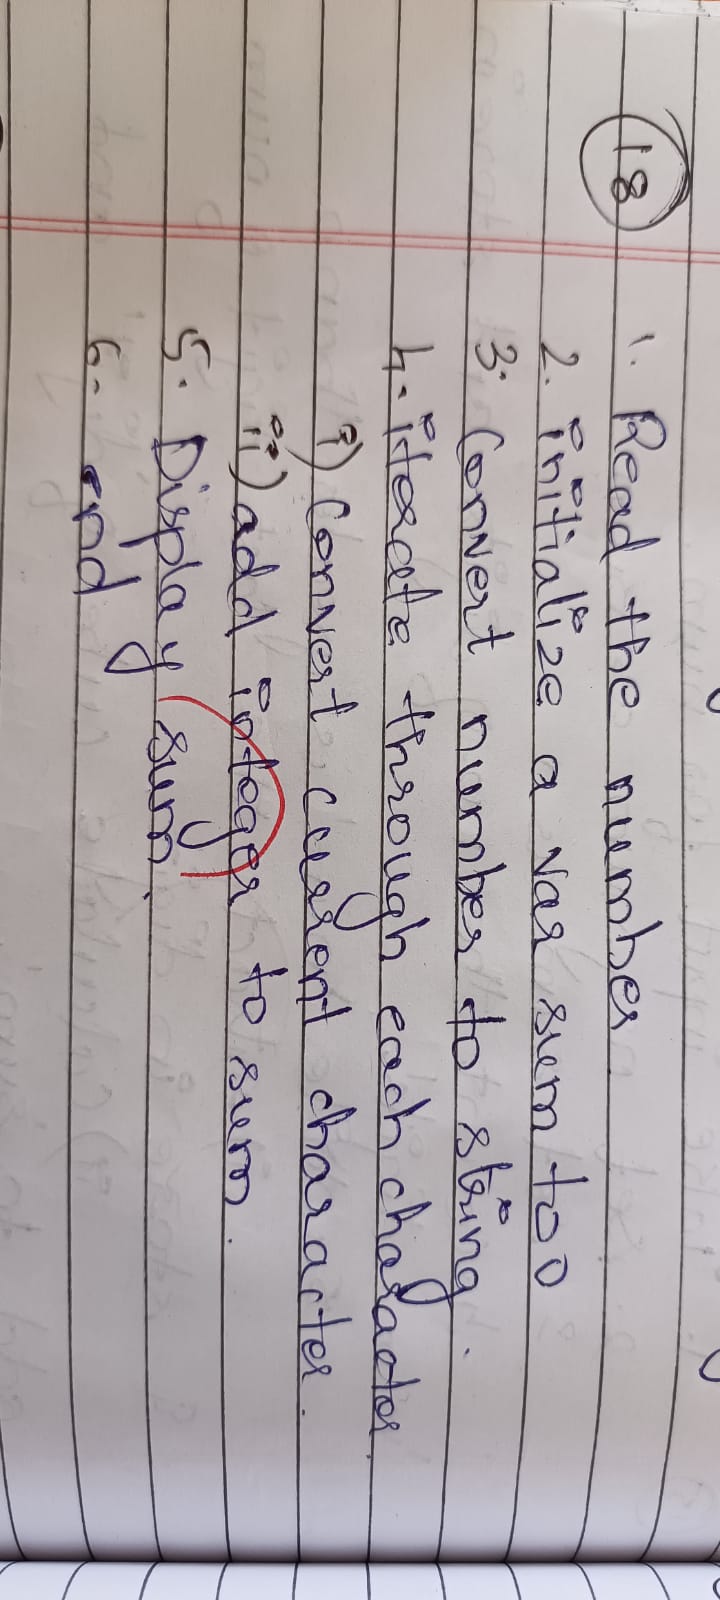 18
1. Read the number
2. initialize a var sum to 0
3. Convert number to string.
4. iterate through each character.
i) Convert current character.
ii) add integer to sum.
5. Display sum.
6. end